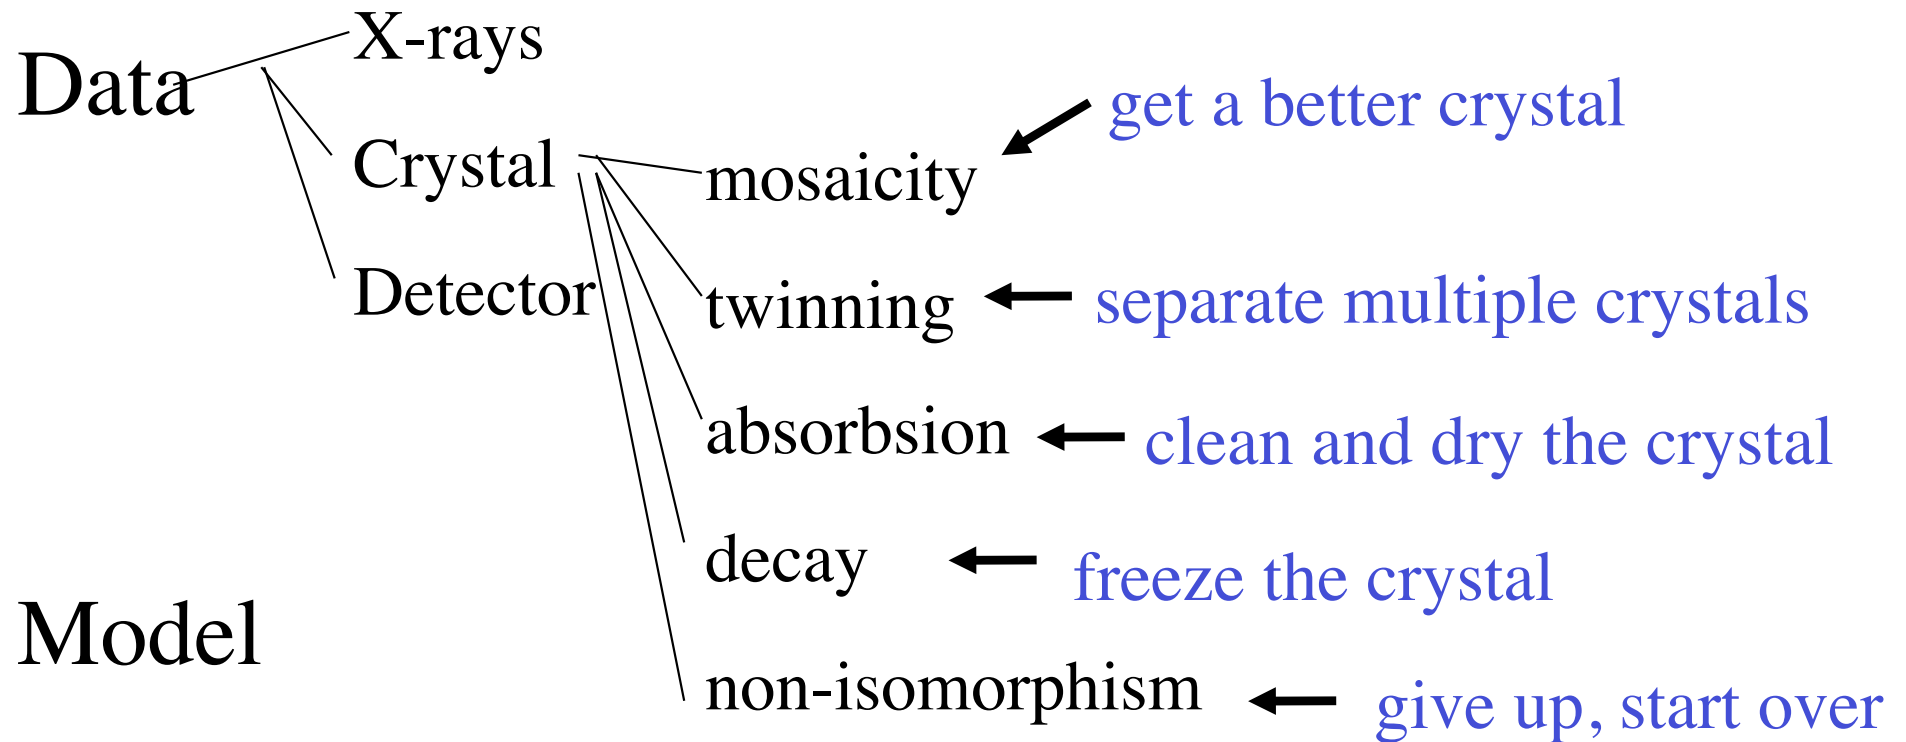 X-rays
Data
get a better crystal
Crystal
mosaicity
Detector
twinning
separate multiple crystals
absorbsion
clean and dry the crystal
decay
freeze the crystal
Model
non-isomorphism
give up, start over